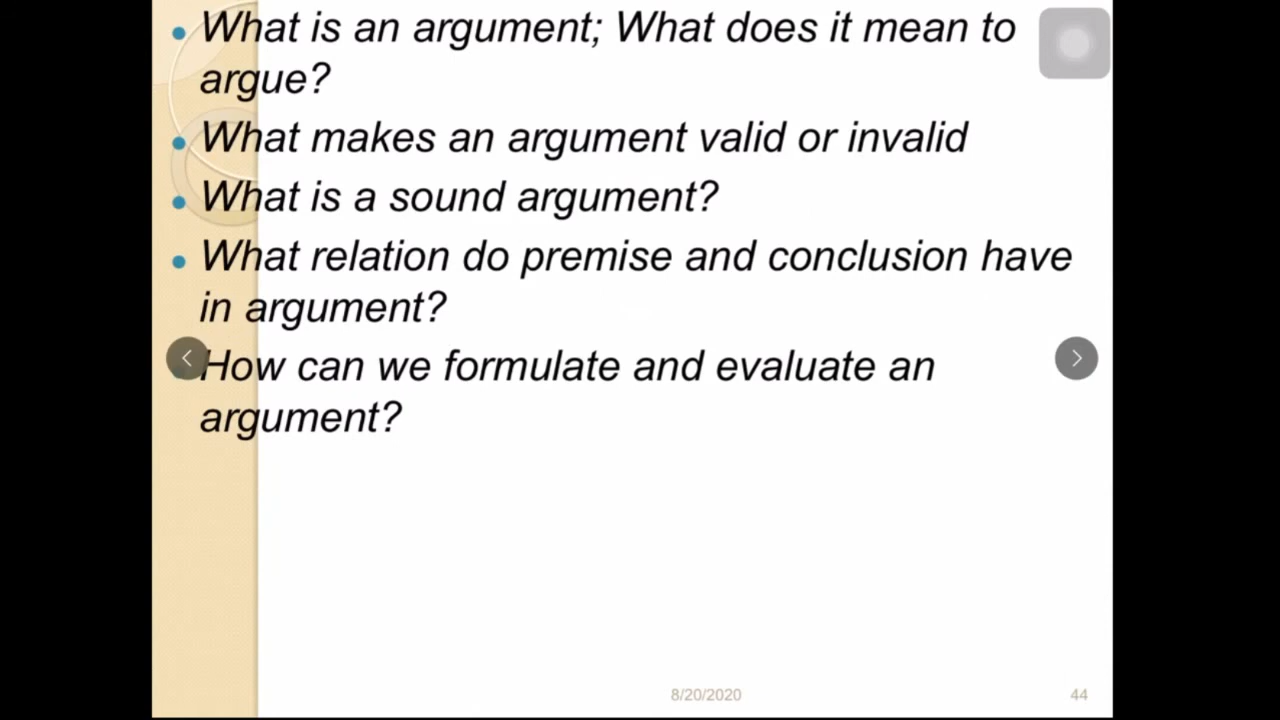 What is an argument; What does it mean to
argue?
What makes an argument valid or invalid
What is a sound argument?
What relation do premise and conclusion have
in argument?
How can we formulate and evaluate an
argument?
8/20/2020
44